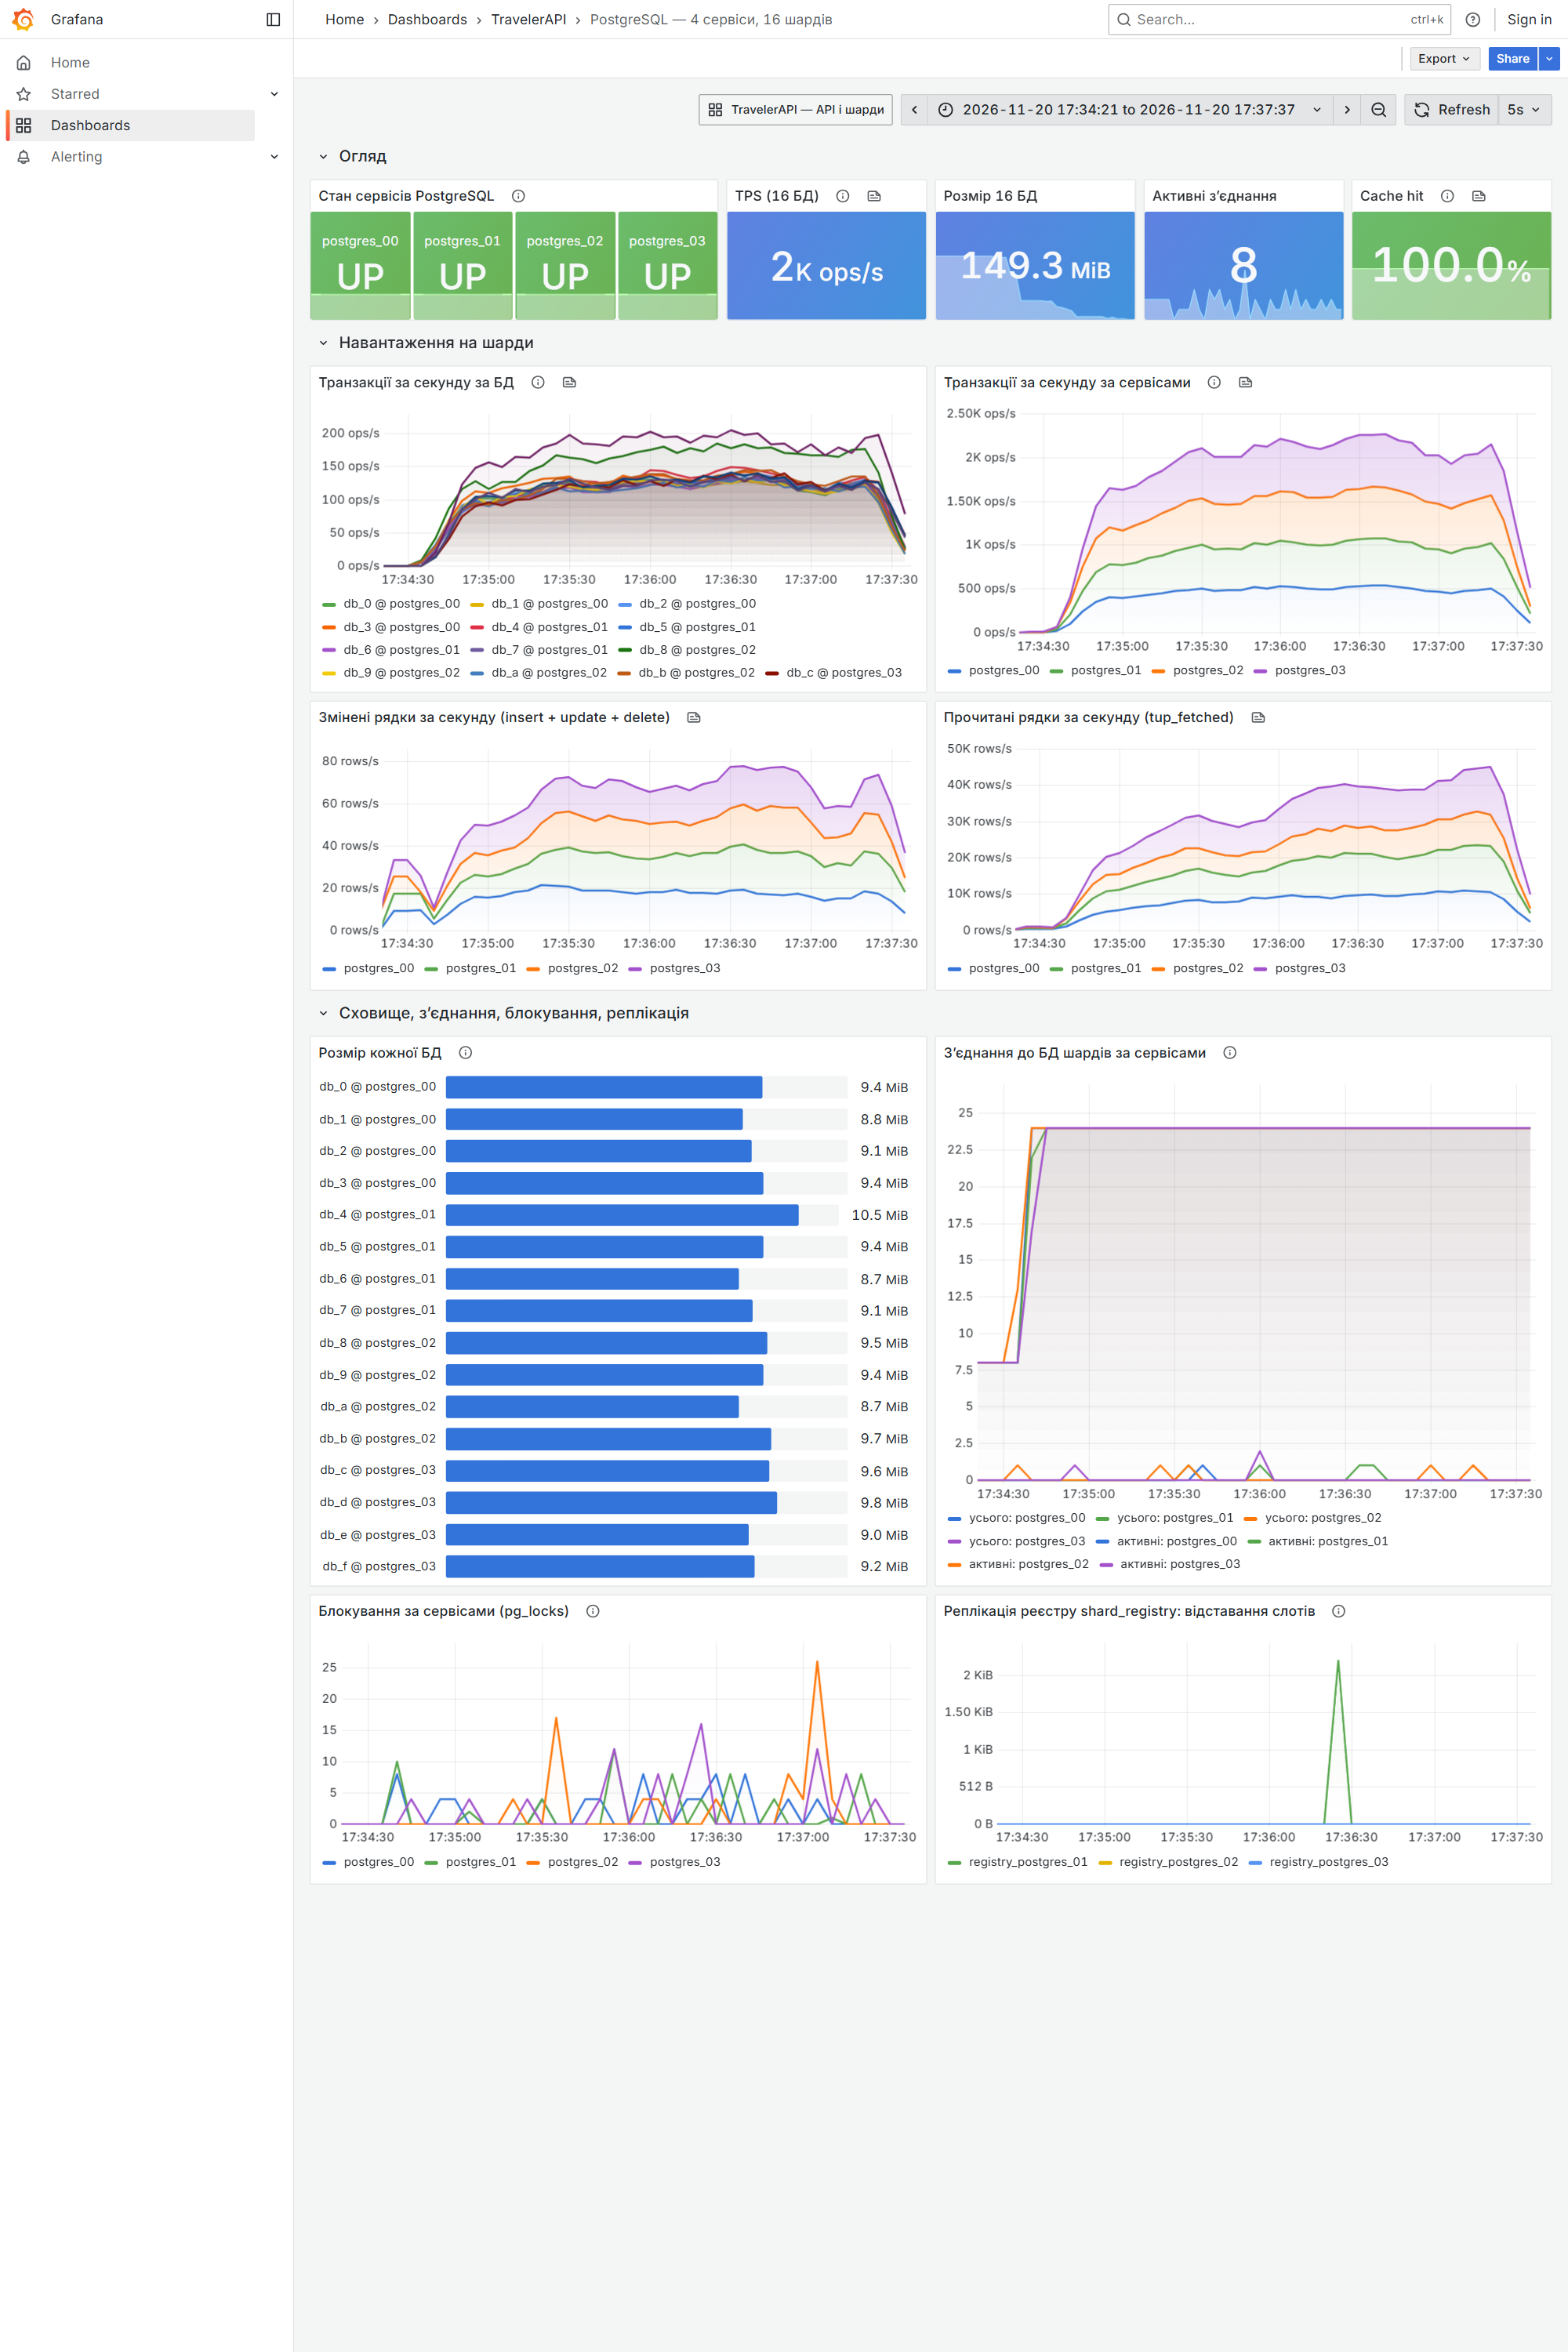 Grafana
Home › Dashboards › TravelerAPI › PostgreSQL — 4 сервіси, 16 шардів
Search... ctrl+k
Sign in
Home
Starred
Dashboards
Alerting
Export
Share
TravelerAPI — API і шарди
2026-11-20 17:34:21 to 2026-11-20 17:37:37
Refresh 5s
Огляд
Стан сервісів PostgreSQL
postgres_00 postgres_01 postgres_02 postgres_03
UP UP UP UP
TPS (16 БД)
2K ops/s
Розмір 16 БД
149.3 MiB
Активні з’єднання
8
Cache hit
100.0%
Навантаження на шарди
Транзакції за секунду за БД
200 ops/s
150 ops/s
100 ops/s
50 ops/s
0 ops/s
17:34:30 17:35:00 17:35:30 17:36:00 17:36:30 17:37:00 17:37:30
db_0 @ postgres_00 db_1 @ postgres_00 db_2 @ postgres_00
db_3 @ postgres_00 db_4 @ postgres_01 db_5 @ postgres_01
db_6 @ postgres_01 db_7 @ postgres_01 db_8 @ postgres_02
db_9 @ postgres_02 db_a @ postgres_02 db_b @ postgres_02 db_c @ postgres_03
Транзакції за секунду за сервісами
2.50K ops/s
2K ops/s
1.50K ops/s
1K ops/s
500 ops/s
0 ops/s
17:34:30 17:35:00 17:35:30 17:36:00 17:36:30 17:37:00 17:37:30
postgres_00 postgres_01 postgres_02 postgres_03
Змінені рядки за секунду (insert + update + delete)
80 rows/s
60 rows/s
40 rows/s
20 rows/s
0 rows/s
17:34:30 17:35:00 17:35:30 17:36:00 17:36:30 17:37:00 17:37:30
postgres_00 postgres_01 postgres_02 postgres_03
Прочитані рядки за секунду (tup_fetched)
50K rows/s
40K rows/s
30K rows/s
20K rows/s
10K rows/s
0 rows/s
17:34:30 17:35:00 17:35:30 17:36:00 17:36:30 17:37:00 17:37:30
postgres_00 postgres_01 postgres_02 postgres_03
Сховище, з’єднання, блокування, реплікація
Розмір кожної БД
db_0 @ postgres_00 9.4 MiB
db_1 @ postgres_00 8.8 MiB
db_2 @ postgres_00 9.1 MiB
db_3 @ postgres_00 9.4 MiB
db_4 @ postgres_01 10.5 MiB
db_5 @ postgres_01 9.4 MiB
db_6 @ postgres_01 8.7 MiB
db_7 @ postgres_01 9.1 MiB
db_8 @ postgres_02 9.5 MiB
db_9 @ postgres_02 9.4 MiB
db_a @ postgres_02 8.7 MiB
db_b @ postgres_02 9.7 MiB
db_c @ postgres_03 9.6 MiB
db_d @ postgres_03 9.8 MiB
db_e @ postgres_03 9.0 MiB
db_f @ postgres_03 9.2 MiB
З’єднання до БД шардів за сервісами
25
22.5
20
17.5
15
12.5
10
7.5
5
2.5
0
17:34:30 17:35:00 17:35:30 17:36:00 17:36:30 17:37:00 17:37:30
усього: postgres_00 усього: postgres_01 усього: postgres_02
усього: postgres_03 активні: postgres_00 активні: postgres_01
активні: postgres_02 активні: postgres_03
Блокування за сервісами (pg_locks)
25
20
15
10
5
0
17:34:30 17:35:00 17:35:30 17:36:00 17:36:30 17:37:00 17:37:30
postgres_00 postgres_01 postgres_02 postgres_03
Реплікація реєстру shard_registry: відставання слотів
2 KiB
1.50 KiB
1 KiB
512 B
0 B
17:34:30 17:35:00 17:35:30 17:36:00 17:36:30 17:37:00 17:37:30
registry_postgres_01 registry_postgres_02 registry_postgres_03